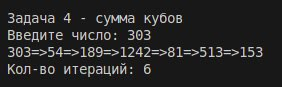 Задача 4 - сумма кубов
Введите число: 303
303=>54=>189=>1242=>81=>513=>153
Кол-во итераций: 6